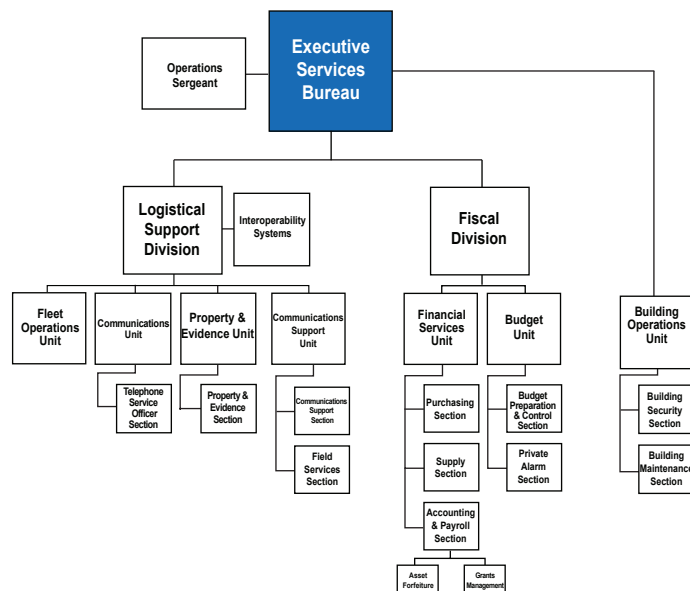 Executive
Services
Bureau
Operations
Sergeant
Logistical
Support
Division
Interoperability
Systems
Fiscal
Division
Fleet
Operations
Unit
Communications
Unit
Property &
Evidence Unit
Communications
Support
Unit
Financial
Services
Unit
Budget
Unit
Building
Operations
Unit
Telephone
Service
Officer
Section
Property &
Evidence
Section
Communications
Support
Section
Field
Services
Section
Purchasing
Section
Supply
Section
Accounting
& Payroll
Section
Asset
Forfeiture
Grants
Management
Budget
Preparation
& Control
Section
Private
Alarm
Section
Building
Security
Section
Building
Maintenance
Section